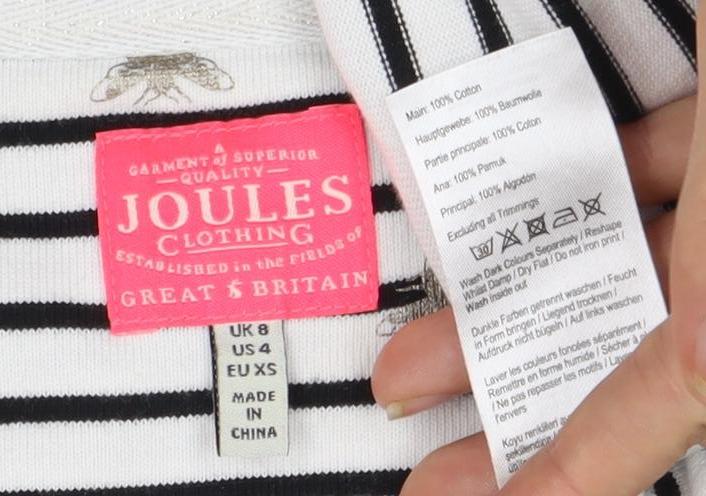 A
GARMENT of SUPERIOR
QUALITY
JOULES
CLOTHING
ESTABLISHED in the FIELDS OF
GREAT BRITAIN
UK 8
US 4
EU XS
MADE
IN
CHINA
Main: 100% Cotton
Hauptgewebe: 100% Baumwolle
Partie principale: 100% Coton
Ana: 100% Pamuk
Principal: 100% Algodón
Excluding all Trimmings
30
Wash Dark Colours Separately / Reshape
Whilst Damp / Dry Flat / Do not iron print /
Wash inside out
Dunkle Farben getrennt waschen / Feucht
in Form bringen / Liegend trocknen /
Aufdruck nicht bügeln / Auf links waschen
Laver les couleurs foncées séparément /
Remettre en forme humide / Sécher à
/ Ne pas repasser les motifs /
l'envers
Koyu renklileri